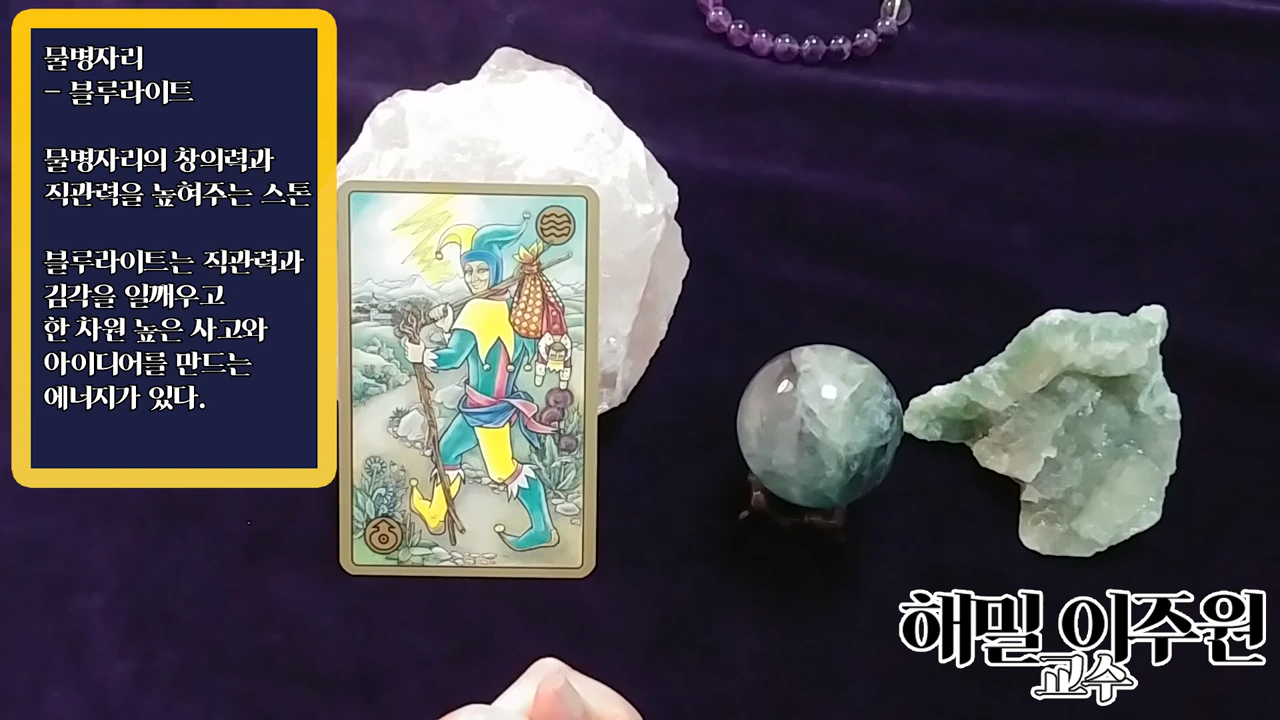 물병자리
- 블루라이트
물병자리의 창의력과
직관력을 높혀주는 스톤
블루라이트는 직관력과
김각을 일깨우고
한 차원 높은 사고와
아이디어를 만드는
에너지가 있다.
해밀 이주원
교수